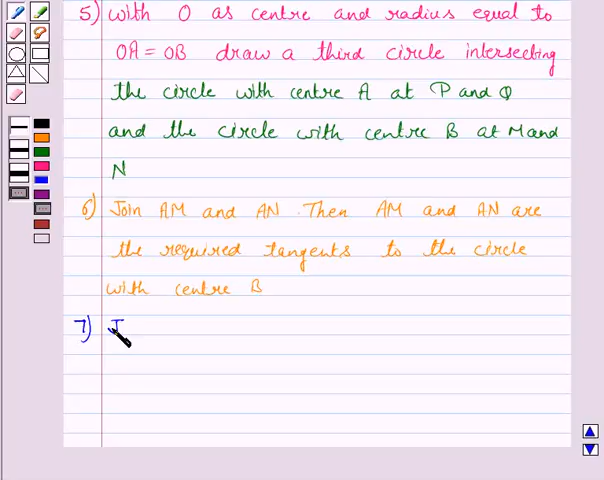 5) With O as centre and radius equal to
OA = OB draw a third circle intersecting
the circle with centre A at P and Q
and the circle with centre B at M and
N
6) Join AM and AN . Then AM and AN are
the required tangents to the circle
with centre B
7) J